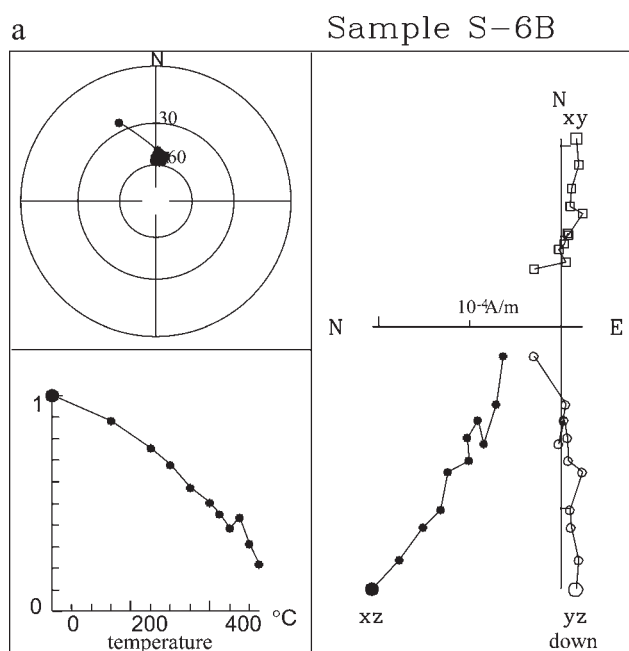 a
Sample S-6B
N
30
60
N
xy
10-4A/m
N
E
1
0
0
200
400
°C
temperature
xz
yz
down